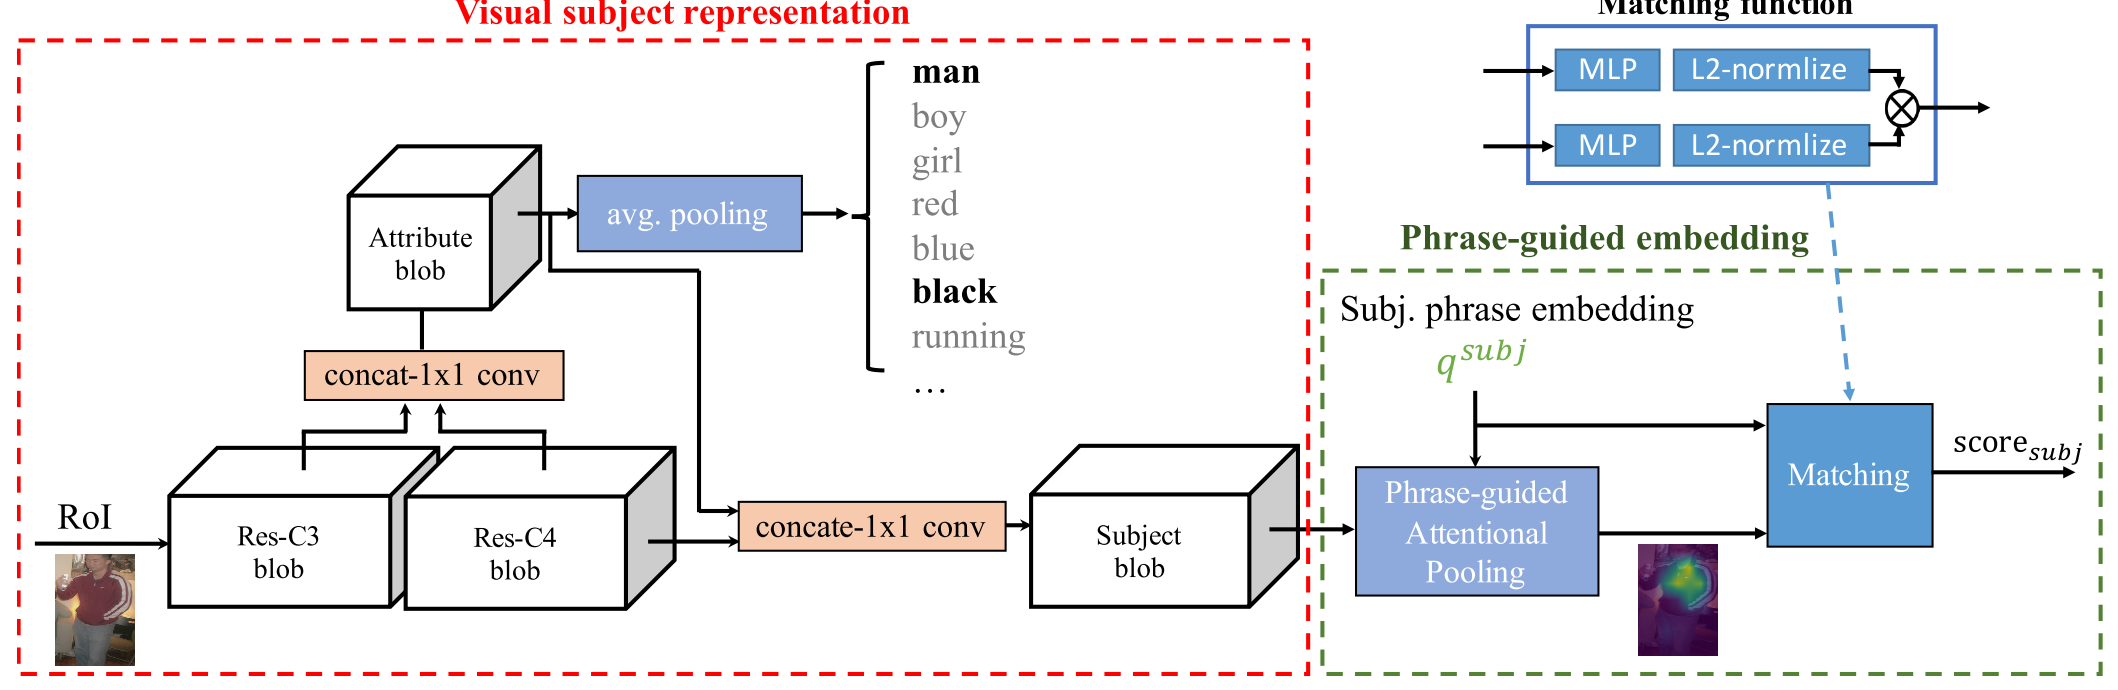 Visual subject representation
Matching function
man
boy
girl
red
blue
black
running
…
MLP
L2-normlize
MLP
L2-normlize
Attribute
blob
avg. pooling
concat-1x1 conv
Phrase-guided embedding
Subj. phrase embedding
q^subj
RoI
Res-C3
blob
Res-C4
blob
concate-1x1 conv
Subject
blob
Phrase-guided
Attentional
Pooling
Matching
score_subj